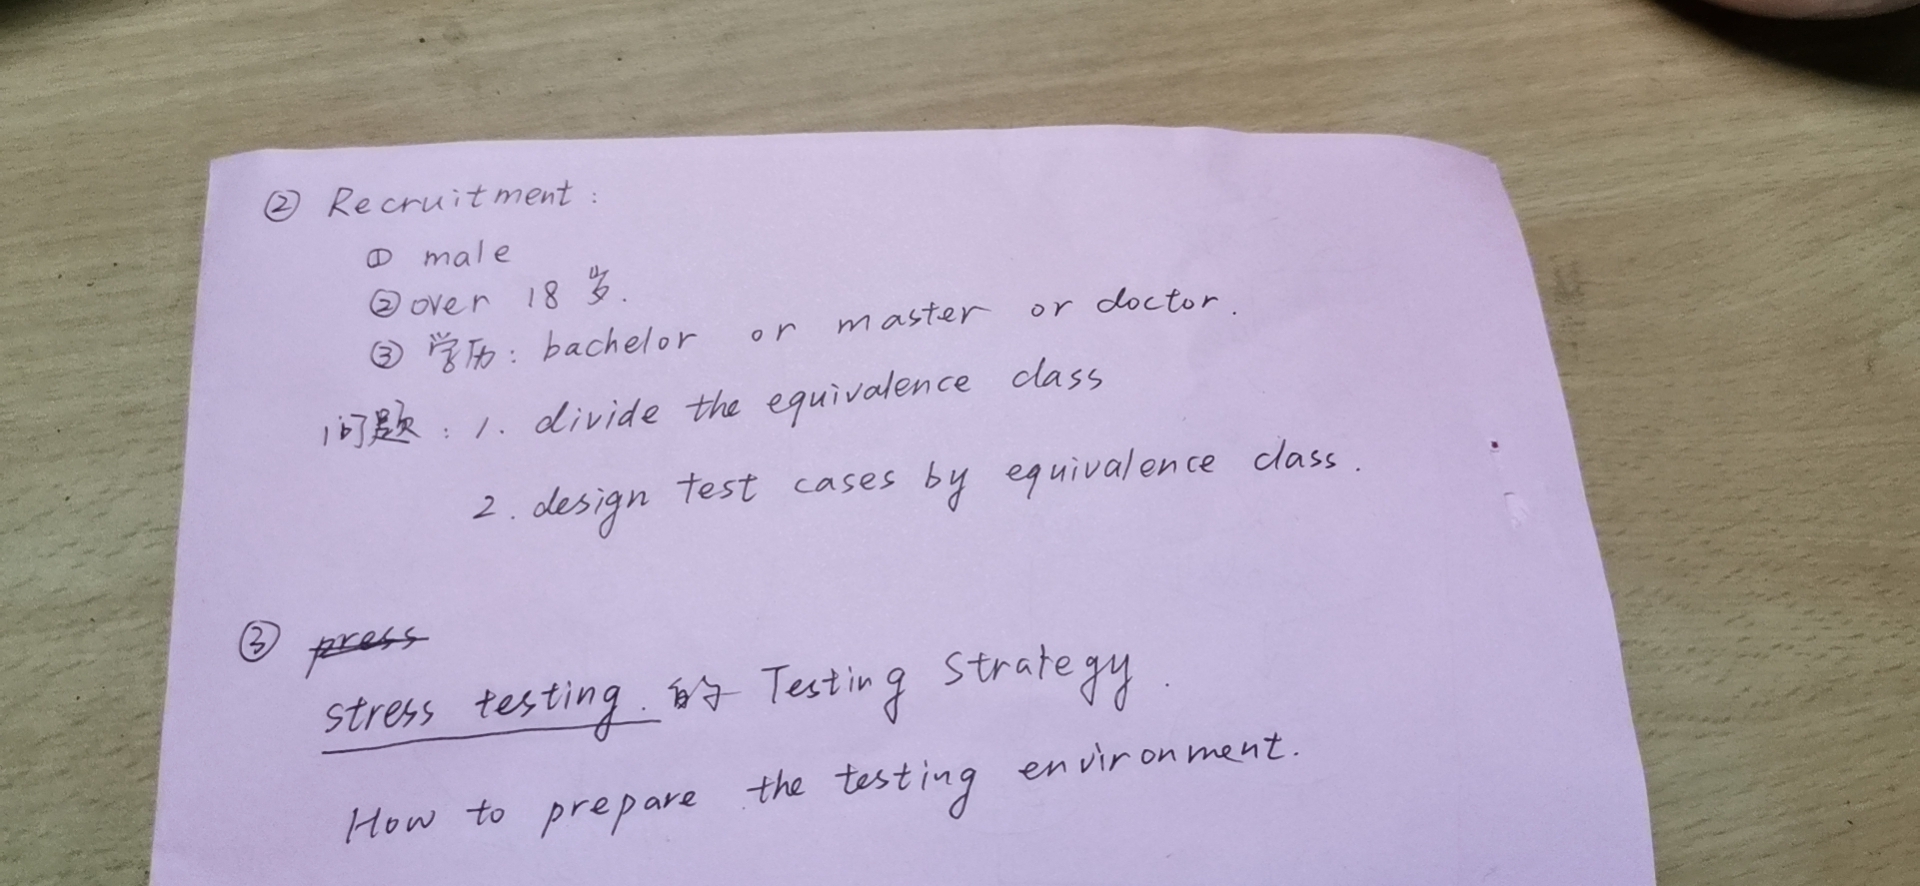 ② Recruitment:
① male
② over 18岁.
③ 学历: bachelor or master or doctor.
问题: 1. divide the equivalence class
2. design test cases by equivalence class.
③ press
stress testing. 的 Testing Strategy.
How to prepare the testing environment.